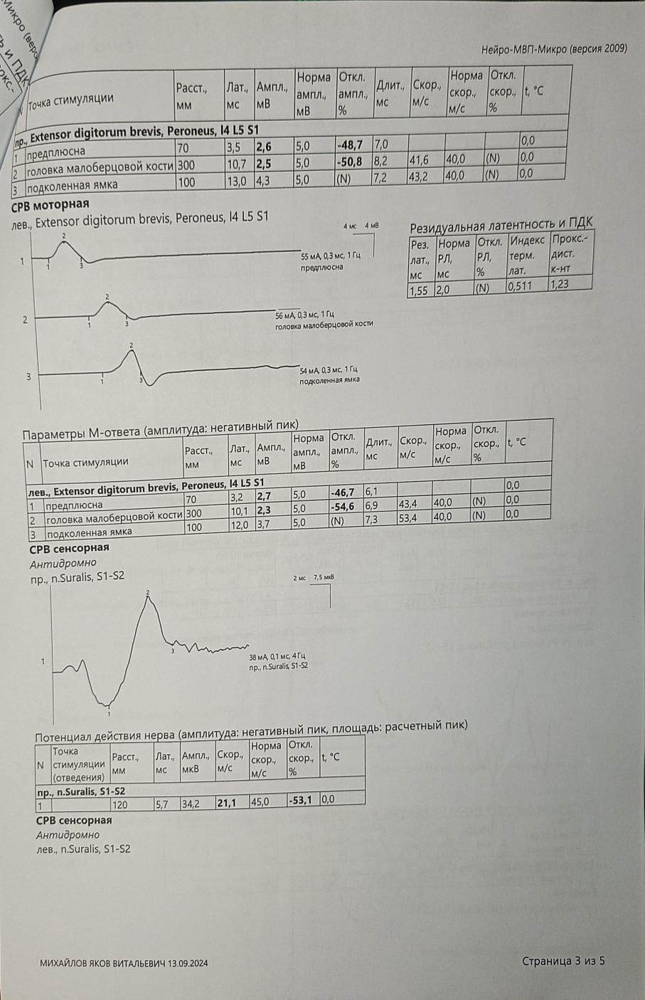 Микро (верс
ь и ПДК
рокс.-
Нейро-МВП-Микро (версия 2009)
N Точка стимуляции Расст., мм Лат., мс Ампл., мВ Норма ампл., мВ Откл. ампл., % Длит., мс Скор., м/с Норма скор., м/с Откл. скор., % t, °C
пр., Extensor digitorum brevis, Peroneus, I4 L5 S1
1 предплюсна 70 3,5 2,6 5,0 -48,7 7,0 0,0
2 головка малоберцовой кости 300 10,7 2,5 5,0 -50,8 8,2 41,6 40,0 (N) 0,0
3 подколенная ямка 100 13,0 4,3 5,0 (N) 7,2 43,2 40,0 (N) 0,0
СРВ моторная
лев., Extensor digitorum brevis, Peroneus, I4 L5 S1
4 мс 4 мВ
1 1 2 3
55 мА, 0,3 мс, 1 Гц
предплюсна
2 1 2 3
56 мА, 0,3 мс, 1 Гц
головка малоберцовой кости
3 1 2 3
54 мА, 0,3 мс, 1 Гц
подколенная ямка
Резидуальная латентность и ПДК
Рез. лат., мс Норма РЛ, мс Откл. РЛ, % Индекс терм. лат. Прокс.- дист. к-нт
1,55 2,0 (N) 0,511 1,23
Параметры М-ответа (амплитуда: негативный пик)
N Точка стимуляции Расст., мм Лат., мс Ампл., мВ Норма ампл., мВ Откл. ампл., % Длит., мс Скор., м/с Норма скор., м/с Откл. скор., % t, °C
лев., Extensor digitorum brevis, Peroneus, I4 L5 S1
1 предплюсна 70 3,2 2,7 5,0 -46,7 6,1 0,0
2 головка малоберцовой кости 300 10,1 2,3 5,0 -54,6 6,9 43,4 40,0 (N) 0,0
3 подколенная ямка 100 12,0 3,7 5,0 (N) 7,3 53,4 40,0 (N) 0,0
СРВ сенсорная
Антидромно
пр., n.Suralis, S1-S2
2 мс 7,5 мкВ
1 1 2 3
38 мА, 0,1 мс, 4 Гц
пр., n.Suralis, S1-S2
Потенциал действия нерва (амплитуда: негативный пик, площадь: расчетный пик)
N Точка стимуляции (отведения) Расст., мм Лат., мс Ампл., мкВ Скор., м/с Норма скор., м/с Откл. скор., % t, °C
пр., n.Suralis, S1-S2
1 120 5,7 34,2 21,1 45,0 -53,1 0,0
СРВ сенсорная
Антидромно
лев., n.Suralis, S1-S2
МИХАЙЛОВ ЯКОВ ВИТАЛЬЕВИЧ 13.09.2024
Страница 3 из 5